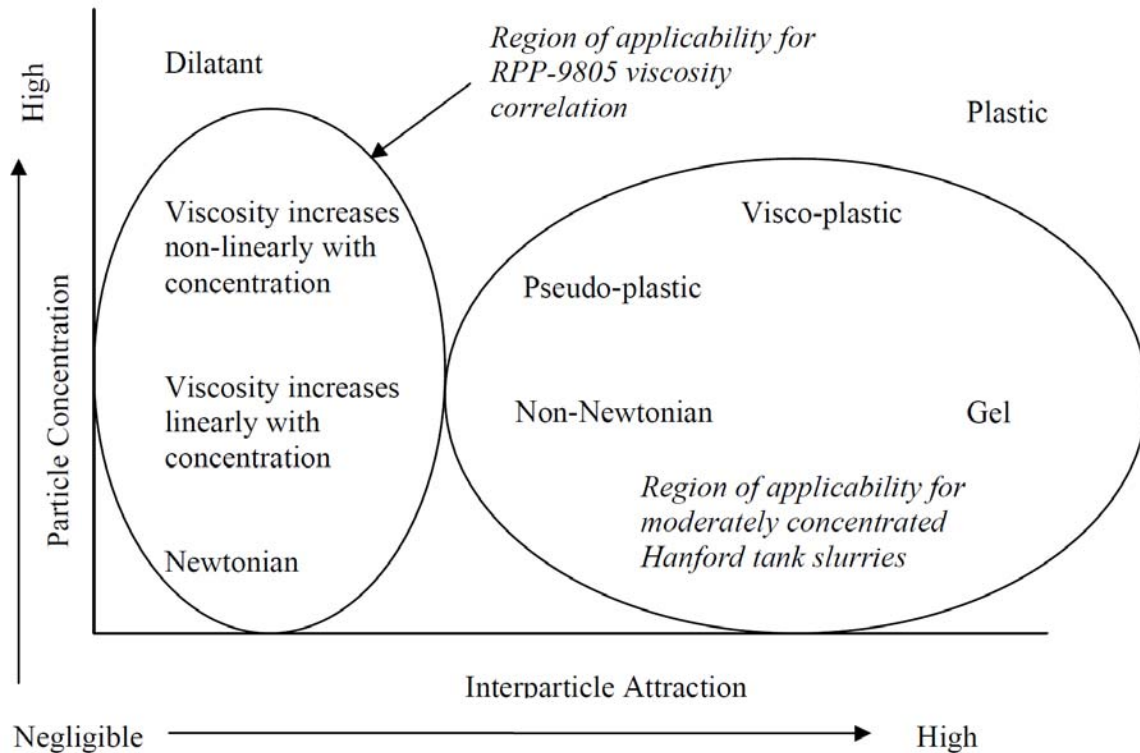 High
Particle Concentration
Dilatant
Region of applicability for
RPP-9805 viscosity
correlation
Plastic
Viscosity increases
non-linearly with
concentration
Viscosity increases
linearly with
concentration
Newtonian
Visco-plastic
Pseudo-plastic
Non-Newtonian
Gel
Region of applicability for
moderately concentrated
Hanford tank slurries
Interparticle Attraction
Negligible
High